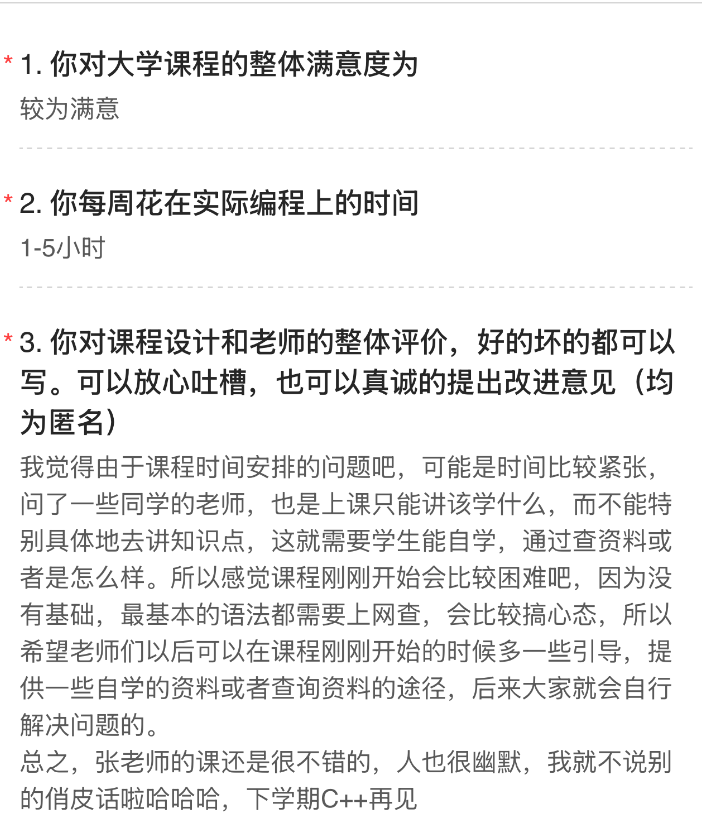 * 1. 你对大学课程的整体满意度为
较为满意
* 2. 你每周花在实际编程上的时间
1-5小时
* 3. 你对课程设计和老师的整体评价，好的坏的都可以
写。可以放心吐槽，也可以真诚的提出改进意见（均
为匿名）
我觉得由于课程时间安排的问题吧，可能是时间比较紧张，
问了一些同学的老师，也是上课只能讲该学什么，而不能特
别具体地去讲知识点，这就需要学生能自学，通过查资料或
者是怎么样。所以感觉课程刚刚开始会比较困难吧，因为没
有基础，最基本的语法都需要上网查，会比较搞心态，所以
希望老师们以后可以在课程刚刚开始的时候多一些引导，提
供一些自学的资料或者查询资料的途径，后来大家就会自行
解决问题的。
总之，张老师的课还是很不错的，人也很幽默，我就不说别
的俏皮话啦哈哈哈，下学期C++再见